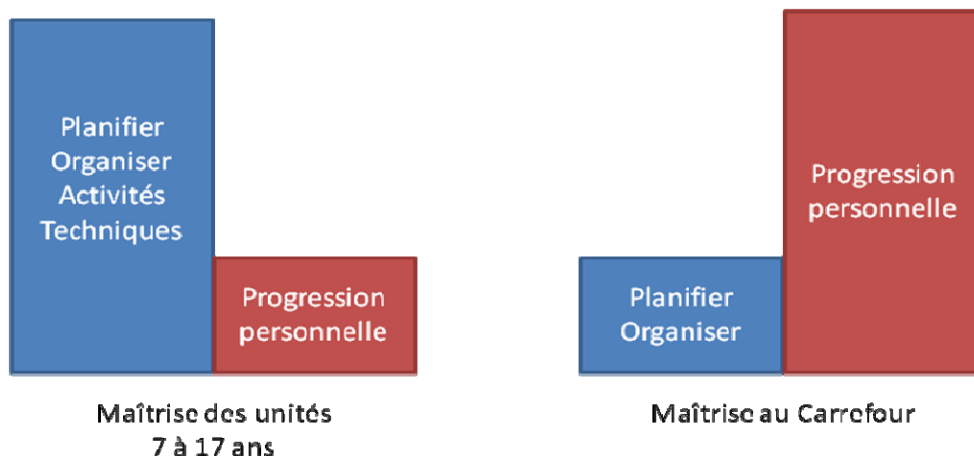 Planifier
Organiser
Activités
Techniques
Progression
personnelle
Maîtrise des unités
7 à 17 ans
Progression
personnelle
Planifier
Organiser
Maîtrise au Carrefour